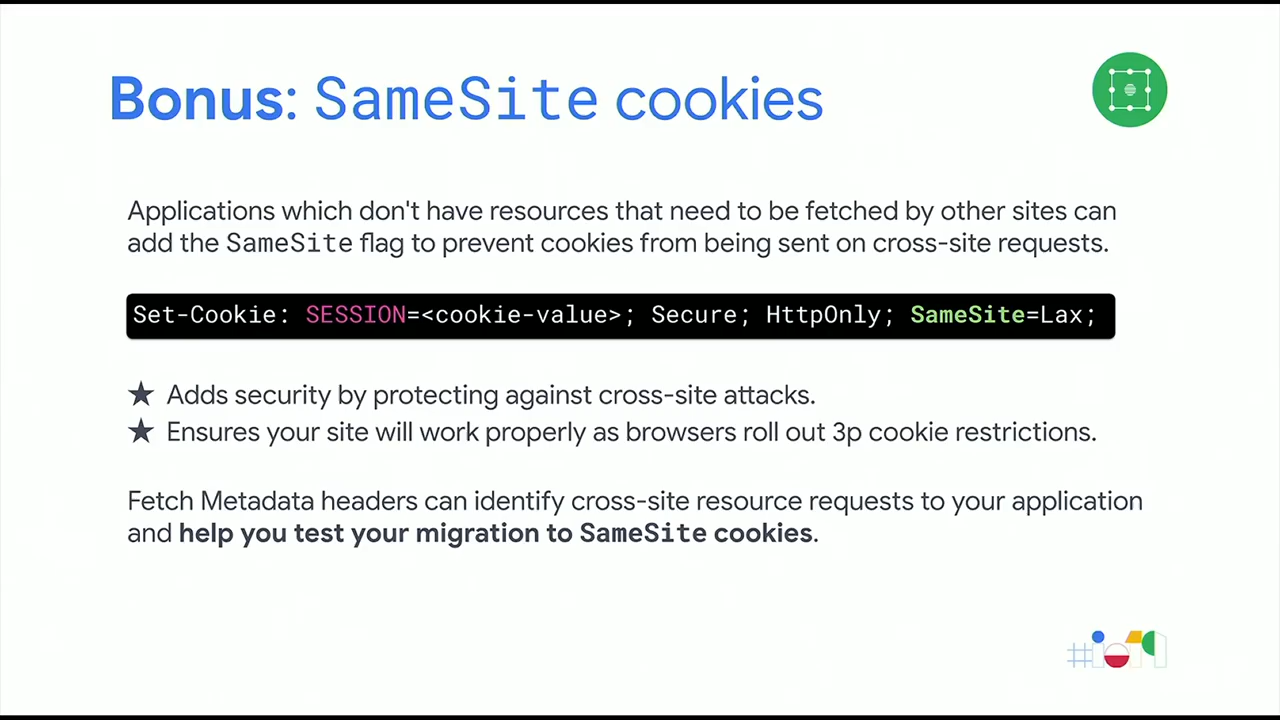 Bonus: SameSite cookies
Applications which don't have resources that need to be fetched by other sites can
add the SameSite flag to prevent cookies from being sent on cross-site requests.
Set-Cookie: SESSION=<cookie-value>; Secure; HttpOnly; SameSite=Lax;
★ Adds security by protecting against cross-site attacks.
★ Ensures your site will work properly as browsers roll out 3p cookie restrictions.
Fetch Metadata headers can identify cross-site resource requests to your application
and help you test your migration to SameSite cookies.
#io19